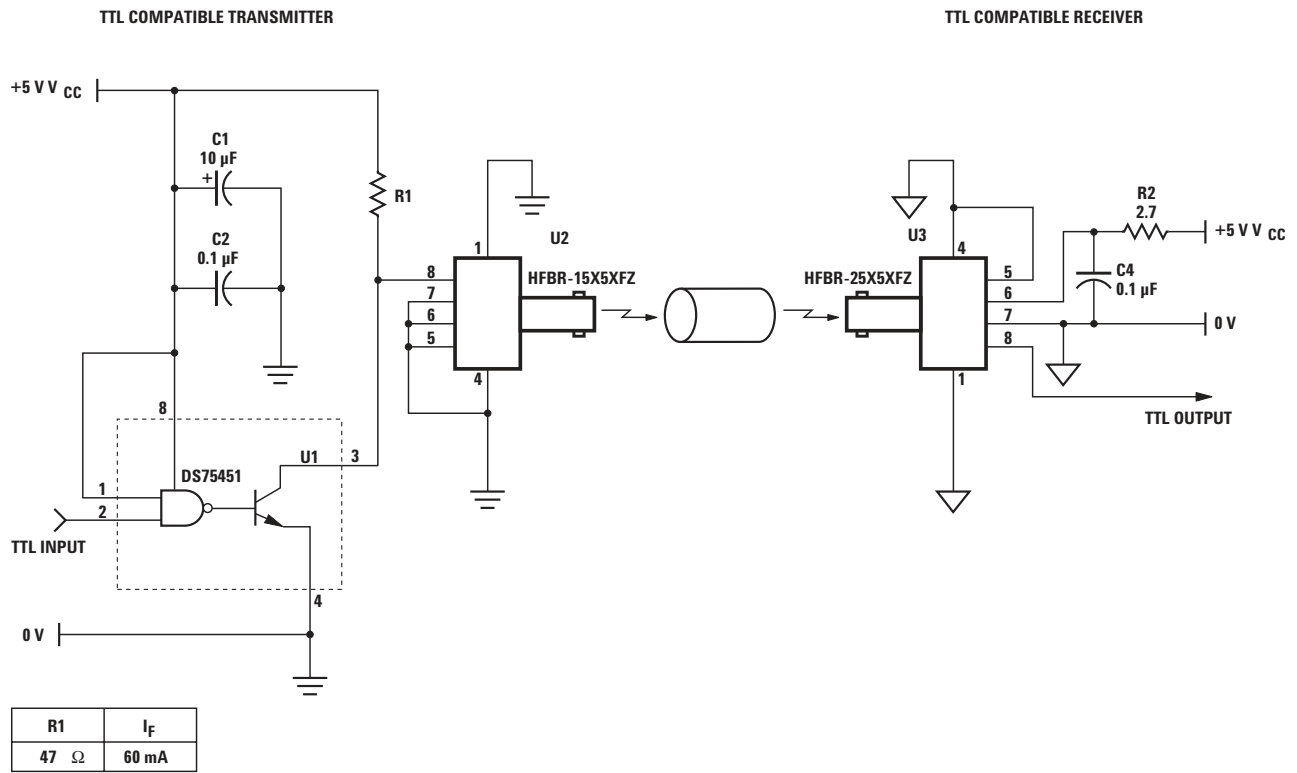 TTL COMPATIBLE TRANSMITTER
TTL COMPATIBLE RECEIVER
+5 V V CC
C1
10 µF
+
C2
0.1 µF
R1
1
U2
8
HFBR-15X5XFZ
7
6
5
4
U3
4
HFBR-25X5XFZ
5
6
7
8
1
R2
2.7
+5 V V CC
C4
0.1 µF
0 V
TTL OUTPUT
8
U1
3
DS75451
1
2
TTL INPUT
4
0 V
R1 IF
47 Ω 60 mA